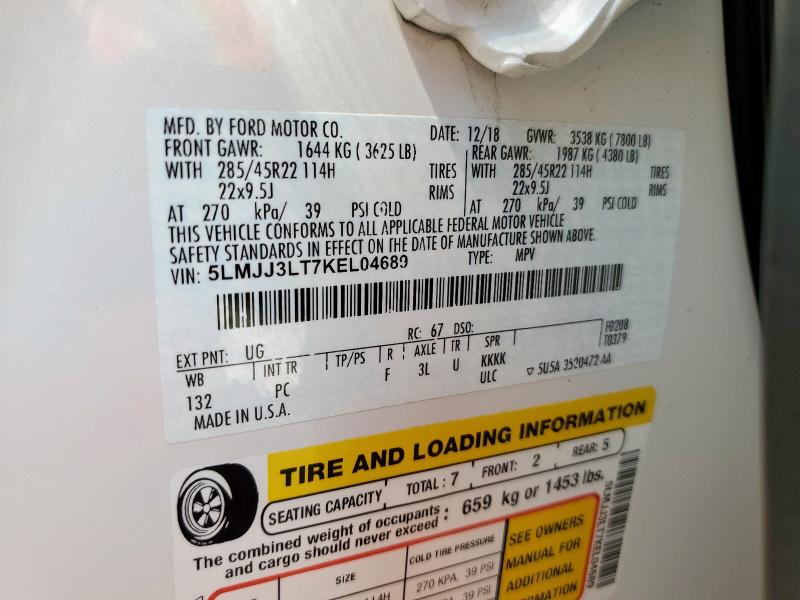 MFD. BY FORD MOTOR CO. DATE: 12/18 GVWR: 3538 KG (7800 LB)
FRONT GAWR: 1644 KG (3625 LB) REAR GAWR: 1987 KG (4380 LB)
WITH 285/45R22 114H TIRES WITH 285/45R22 114H TIRES
22x9.5J RIMS 22x9.5J RIMS
AT 270 kPa/ 39 PSI COLD AT 270 kPa/ 39 PSI COLD
THIS VEHICLE CONFORMS TO ALL APPLICABLE FEDERAL MOTOR VEHICLE
SAFETY STANDARDS IN EFFECT ON THE DATE OF MANUFACTURE SHOWN ABOVE.
VIN: 5LMJJ3LT7KEL04689 TYPE: MPV
EXT PNT: UG RC: 67 DSO: F0208
T0379
WB INT TR TP/PS R AXLE TR SPR
132 PC F 3L U KKKK
ULC 5U5A 3520472 AA
MADE IN U.S.A.
TIRE AND LOADING INFORMATION
SEATING CAPACITY TOTAL: 7 FRONT: 2 REAR: 5
The combined weight of occupants
and cargo should never exceed : 659 kg or 1453 lbs.
SIZE COLD TIRE PRESSURE SEE OWNERS
114H 270 KPA, 39 PSI MANUAL FOR
39 PSI ADDITIONAL
5LMJJ3LT7KEL04689